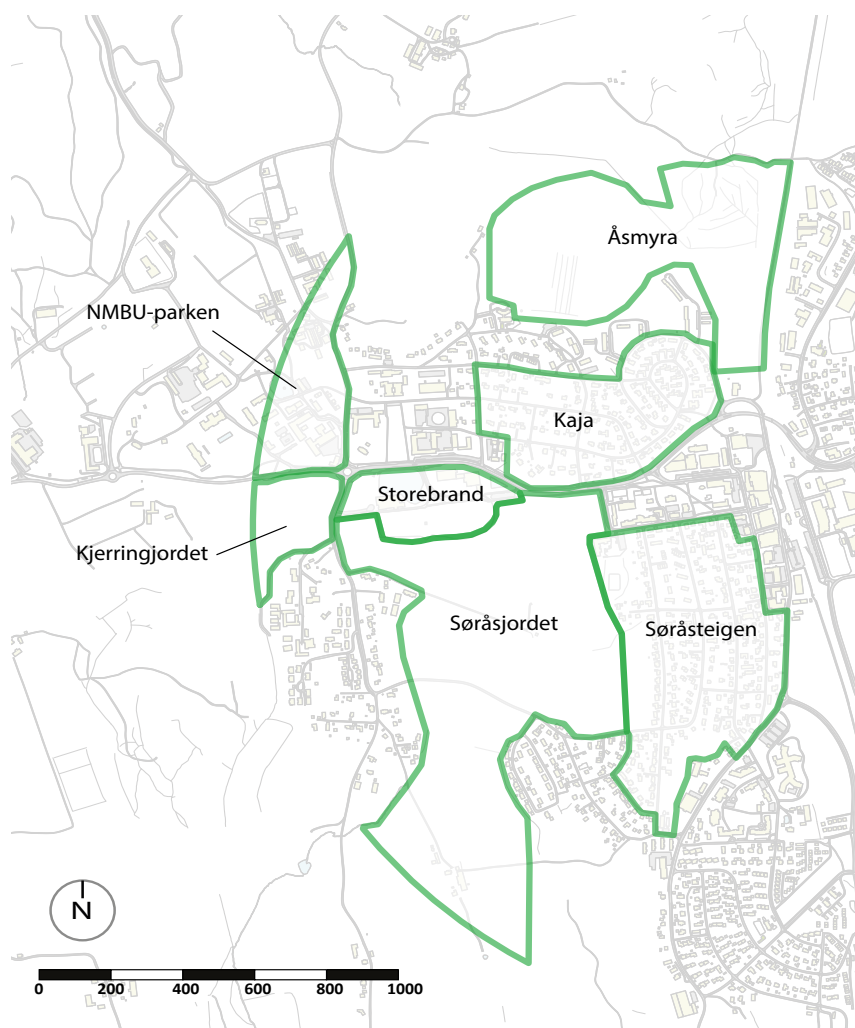 Åsmyra
NMBU-parken
Kaja
Storebrand
Kjerringjordet
Søråsjordet
Søråsteigen
N
0 200 400 600 800 1000